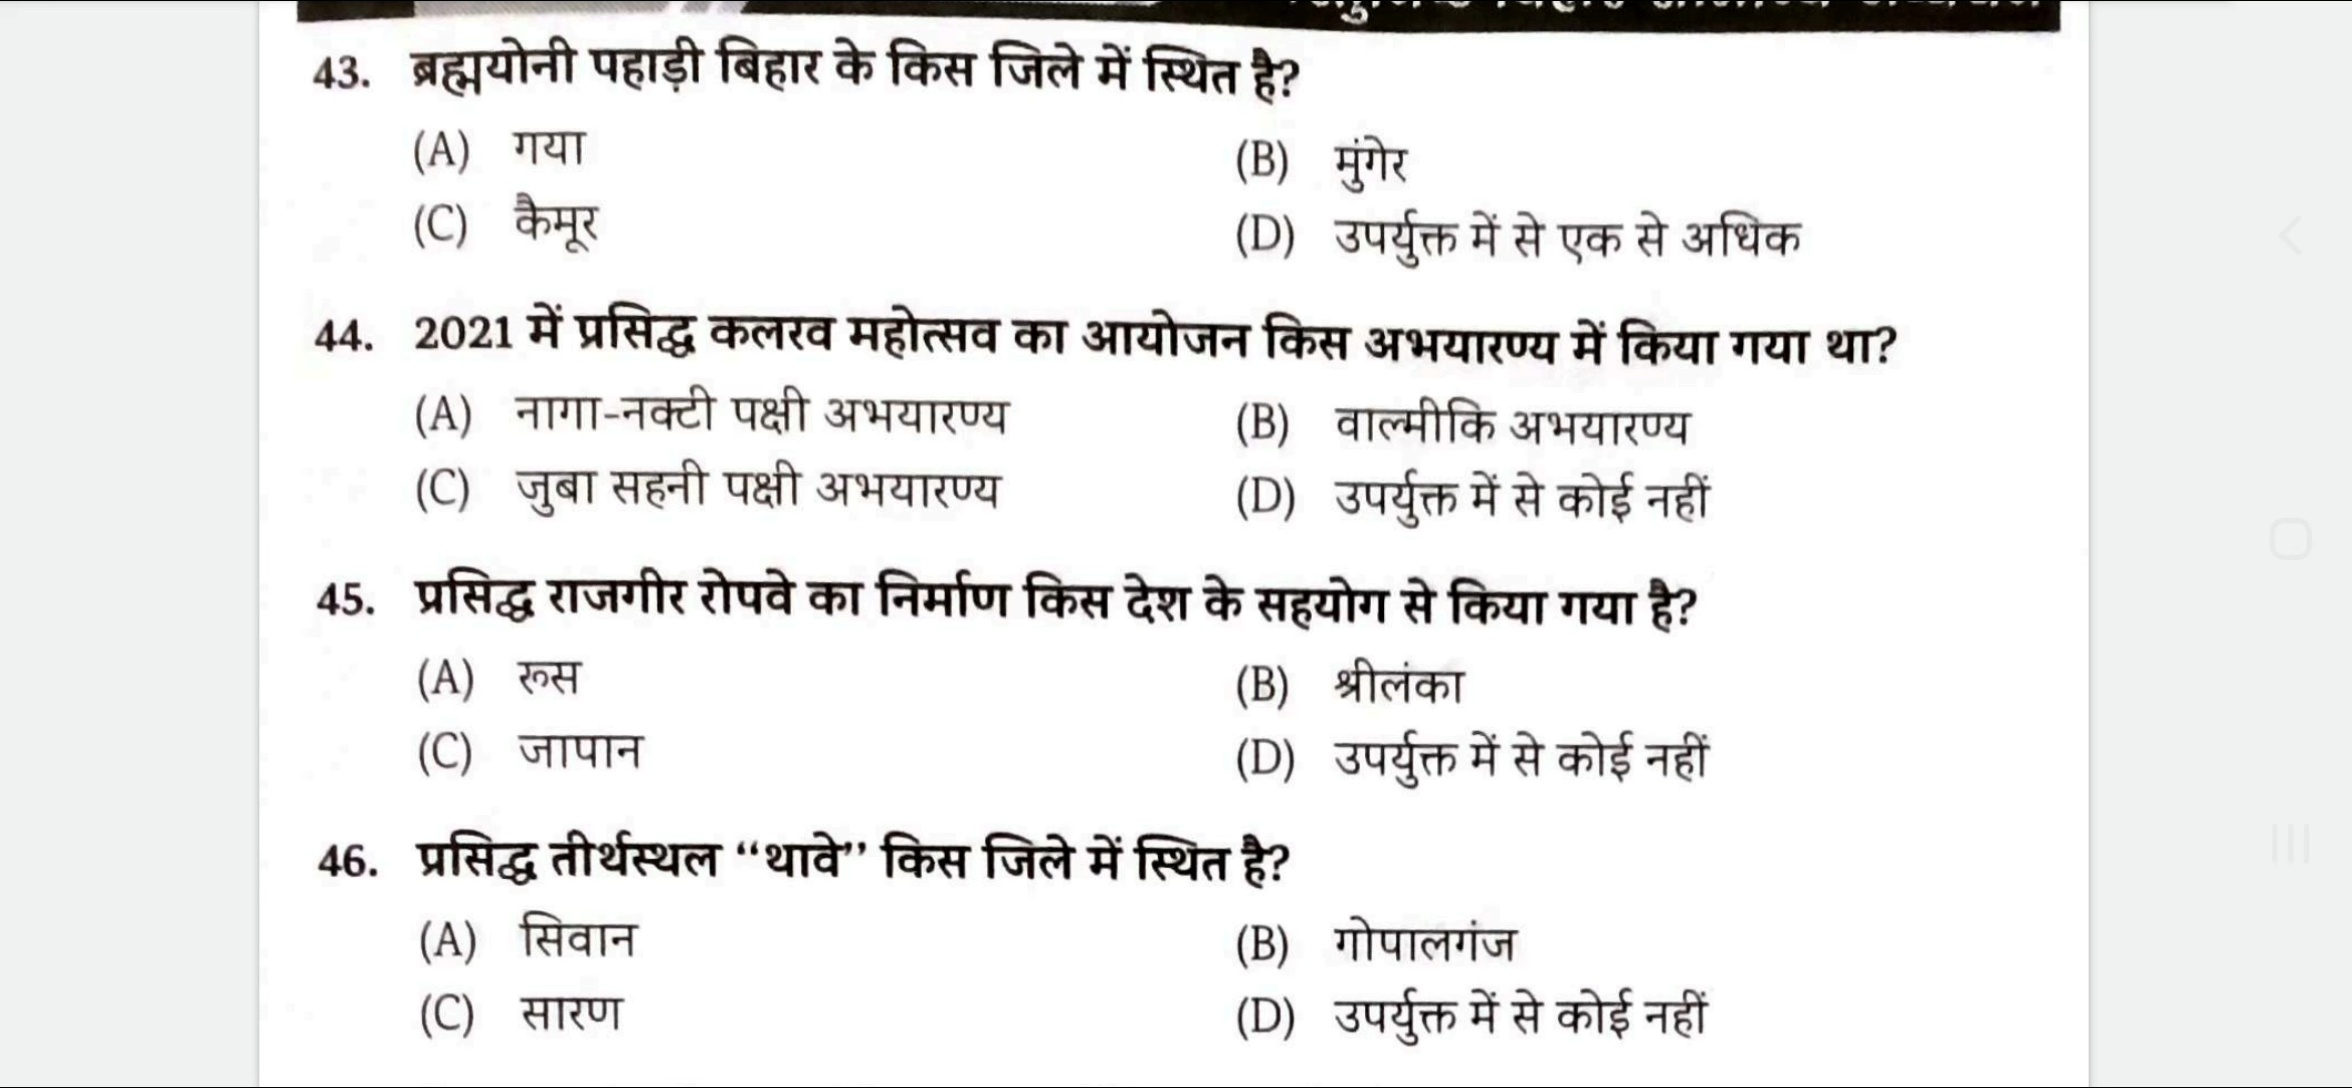 43. ब्रह्मयोनी पहाड़ी बिहार के किस जिले में स्थित है?
(A) गया (B) मुंगेर
(C) कैमूर (D) उपर्युक्त में से एक से अधिक
44. 2021 में प्रसिद्ध कलरव महोत्सव का आयोजन किस अभयारण्य में किया गया था?
(A) नागा-नक्टी पक्षी अभयारण्य (B) वाल्मीकि अभयारण्य
(C) जुबा सहनी पक्षी अभयारण्य (D) उपर्युक्त में से कोई नहीं
45. प्रसिद्ध राजगीर रोपवे का निर्माण किस देश के सहयोग से किया गया है?
(A) रूस (B) श्रीलंका
(C) जापान (D) उपर्युक्त में से कोई नहीं
46. प्रसिद्ध तीर्थस्थल “थावे” किस जिले में स्थित है?
(A) सिवान (B) गोपालगंज
(C) सारण (D) उपर्युक्त में से कोई नहीं